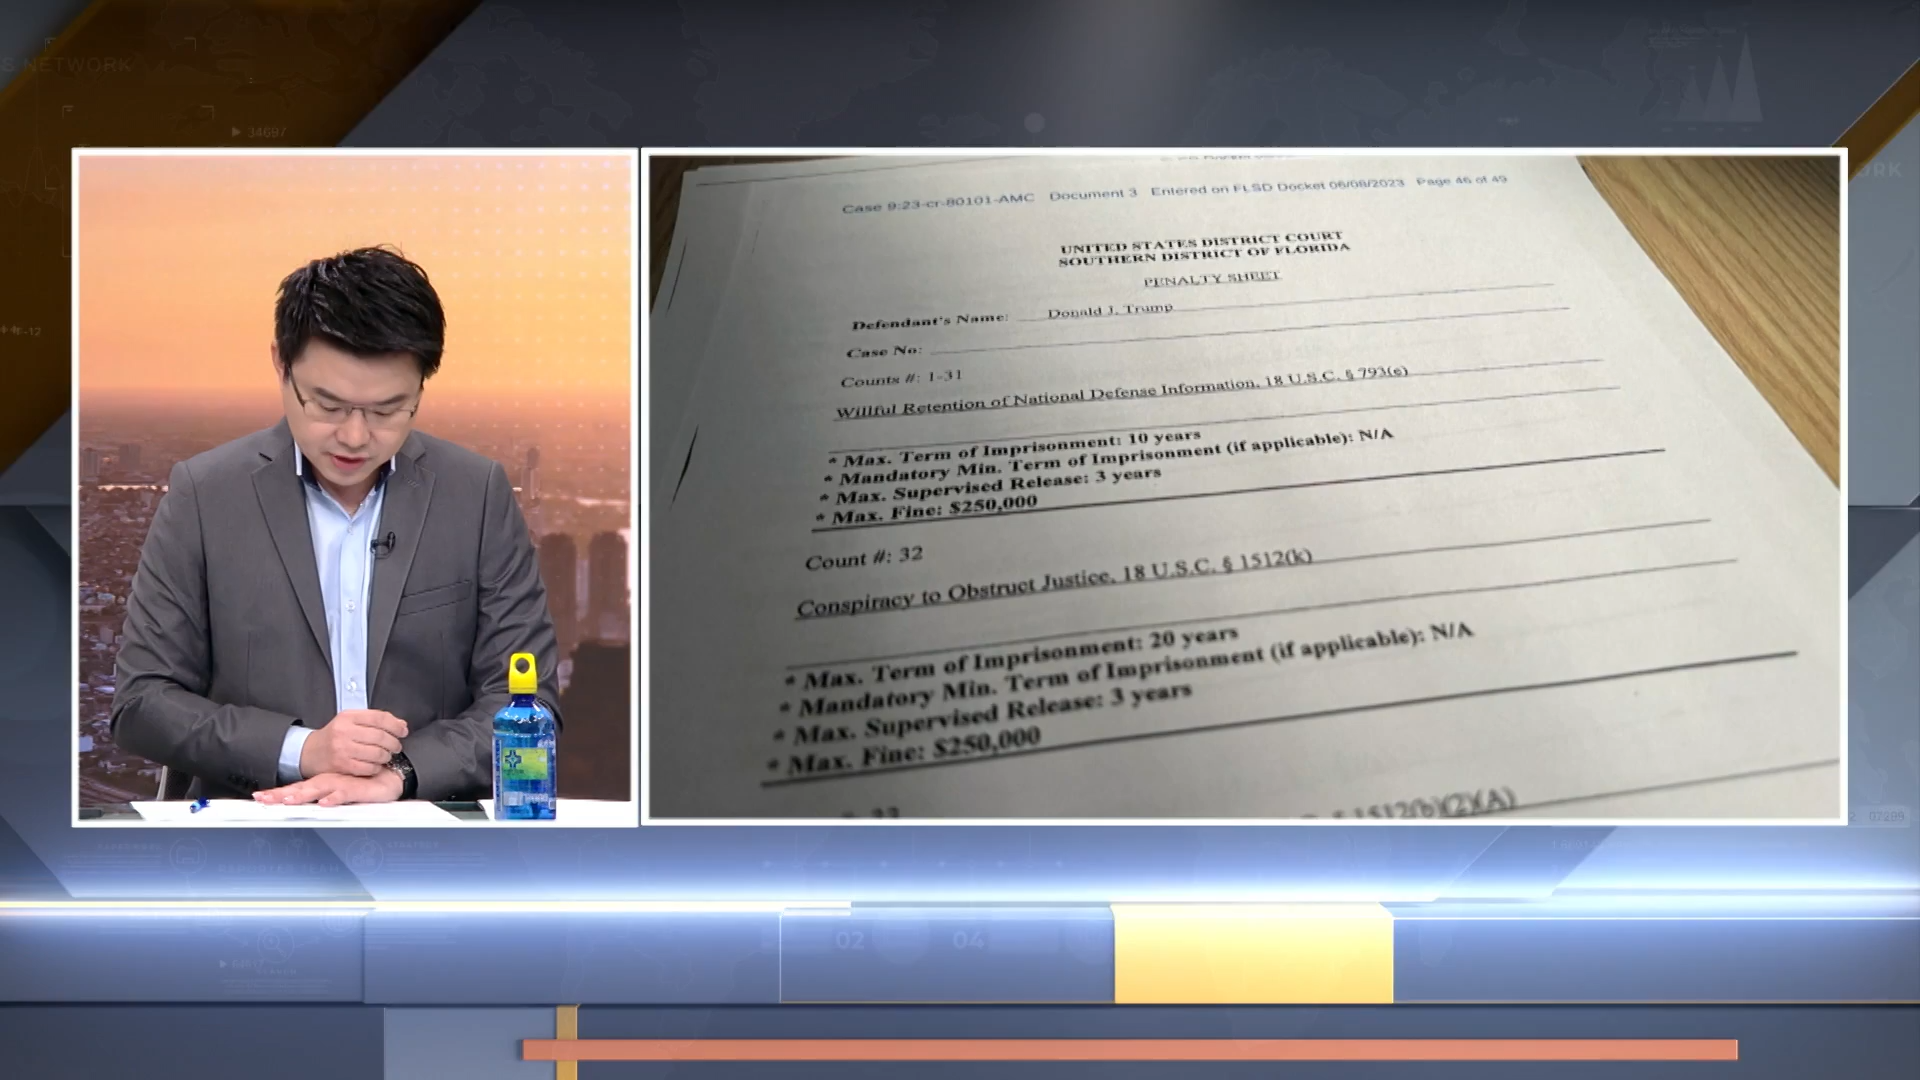 & NETWORK
34697
Case 9:23-cr-80101-AMC Document 3 Entered on FLSD Docket 06/08/2023 Page 46 of 49
UNITED STATES DISTRICT COURT
SOUTHERN DISTRICT OF FLORIDA
PENALTY SHEET
Defendant's Name: Donald J. Trump
Case No:
Counts #: 1-31
Willful Retention of National Defense Information, 18 U.S.C. § 793(e)
* Max. Term of Imprisonment: 10 years
* Mandatory Min. Term of Imprisonment (if applicable): N/A
* Max. Supervised Release: 3 years
* Max. Fine: $250,000
Count #: 32
Conspiracy to Obstruct Justice, 18 U.S.C. § 1512(k)
* Max. Term of Imprisonment: 20 years
* Mandatory Min. Term of Imprisonment (if applicable): N/A
* Max. Supervised Release: 3 years
* Max. Fine: $250,000
§ 1512(b)(2)(A)
02 04